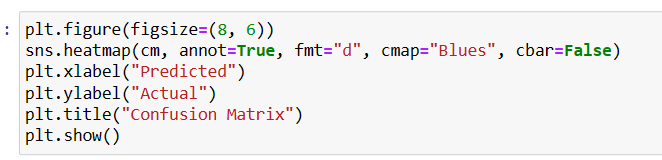 : plt.figure(figsize=(8, 6))
sns.heatmap(cm, annot=True, fmt="d", cmap="Blues", cbar=False)
plt.xlabel("Predicted")
plt.ylabel("Actual")
plt.title("Confusion Matrix")
plt.show()